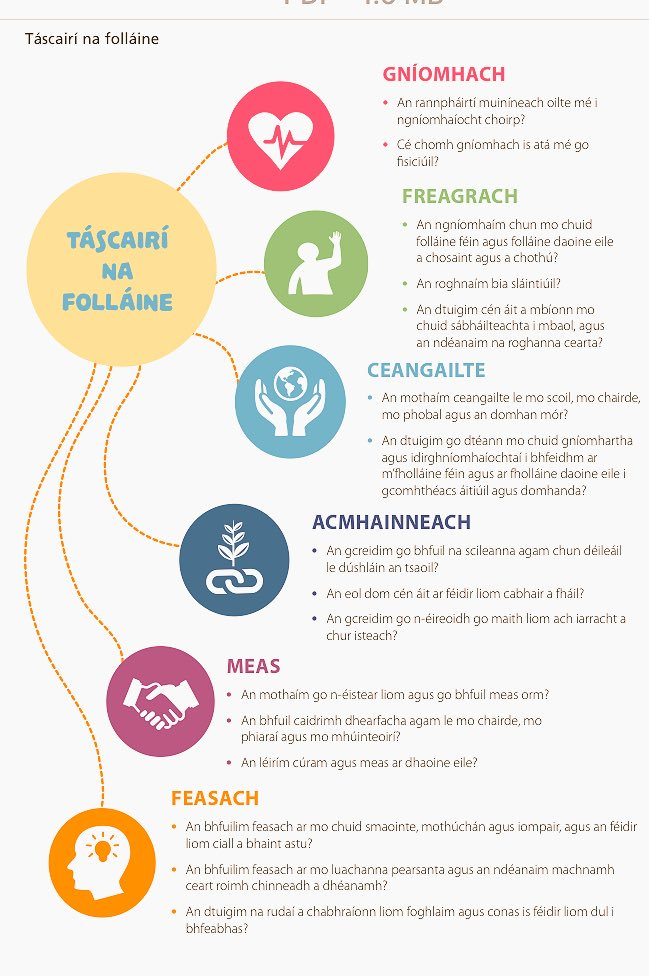 Táscairí na folláine
TÁSCAIRÍ
NA
FOLLÁINE
GNÍOMHACH
An rannpháirtí muiníneach oilte mé i
ngníomhaíocht choirp?
Cé chomh gníomhach is atá mé go
fisiciúil?
FREAGRACH
An ngníomhaím chun mo chuid
folláine féin agus folláine daoine eile
a chosaint agus a chothú?
An roghnaím bia sláintiúil?
An dtuigim cén áit a mbíonn mo
chuid sábháilteachta i mbaol, agus
an ndéanaim na roghanna cearta?
CEANGAILTE
An mothaím ceangailte le mo scoil, mo chairde,
mo phobal agus an domhan mór?
An dtuigim go dtéann mo chuid gníomhartha
agus idirghníomhaíochtaí i bhfeidhm ar
m'fholláine féin agus ar fholláine daoine eile i
gcomhthéacs áitiúil agus domhanda?
ACMHAINNEACH
An gcreidim go bhfuil na scileanna agam chun déileáil
le dúshláin an tsaoil?
An eol dom cén áit ar féidir liom cabhair a fháil?
An gcreidim go n-éireoidh go maith liom ach iarracht a
chur isteach?
MEAS
An mothaím go n-éistear liom agus go bhfuil meas orm?
An bhfuil caidrimh dhearfacha agam le mo chairde, mo
phiaraí agus mo mhúinteoirí?
An léirím cúram agus meas ar dhaoine eile?
FEASACH
An bhfuilim feasach ar mo chuid smaointe, mothúchán agus iompair, agus an féidir
liom ciall a bhaint astu?
An bhfuilim feasach ar mo luachanna pearsanta agus an ndéanaim machnamh
ceart roimh chinneadh a dhéanamh?
An dtuigim na rudaí a chabhraíonn liom foghlaim agus conas is féidir liom dul i
bhfeabhas?